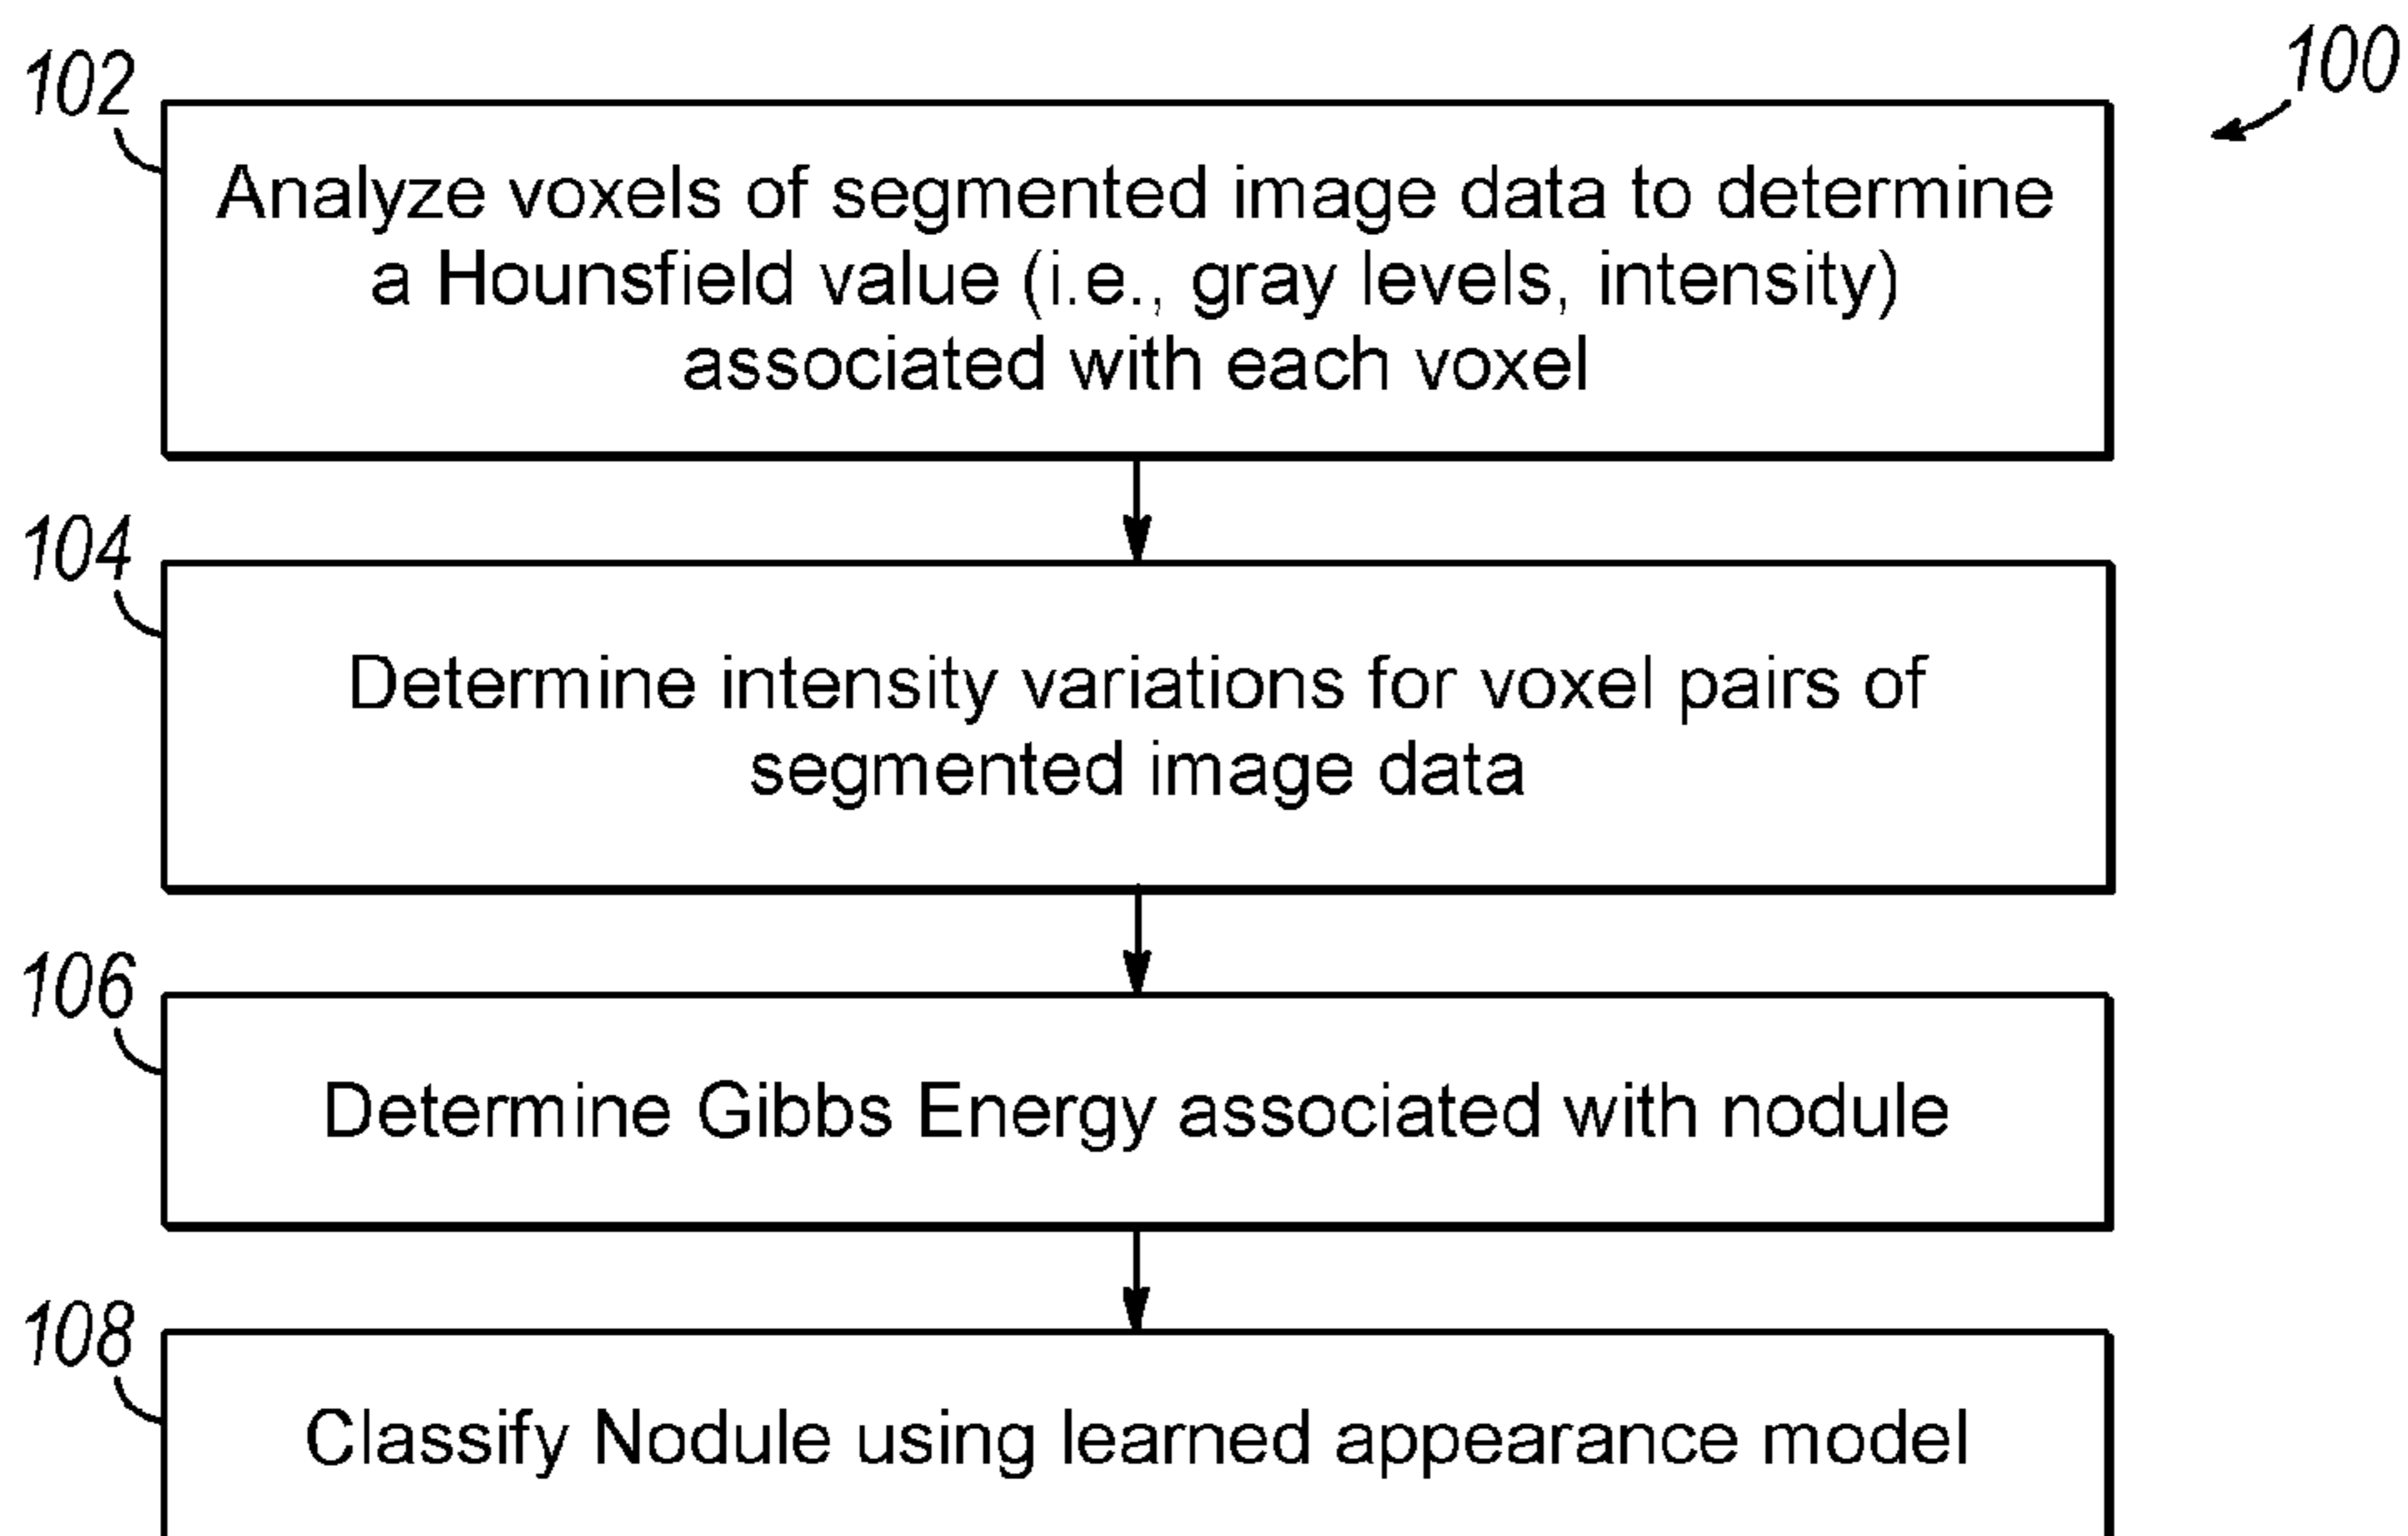 100
102
Analyze voxels of segmented image data to determine
a Hounsfield value (i.e., gray levels, intensity)
associated with each voxel
104
Determine intensity variations for voxel pairs of
segmented image data
106
Determine Gibbs Energy associated with nodule
108
Classify Nodule using learned appearance model